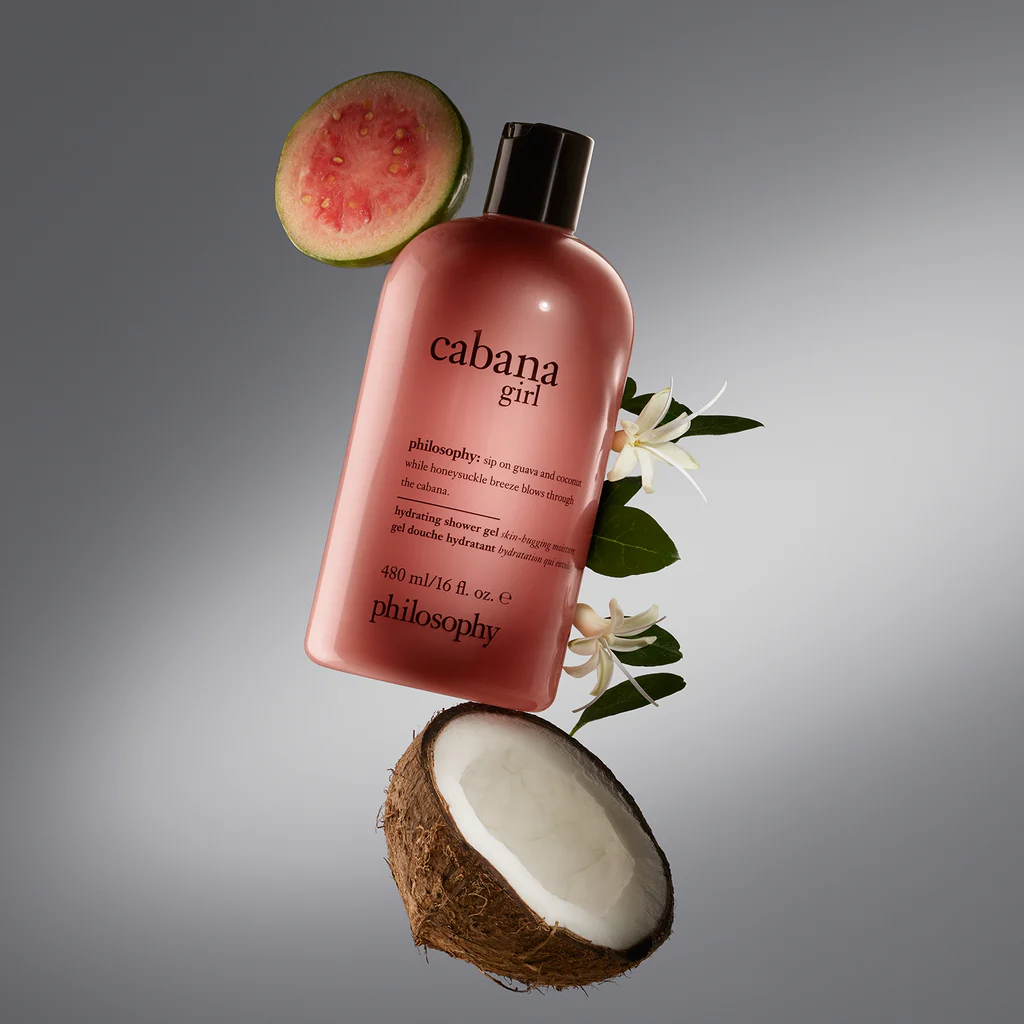 cabana
girl
philosophy: sip on guava and coconut
while honeysuckle breeze blows through
the cabana.
hydrating shower gel skin-hugging moisture
gel douche hydratant hydratation qui
480 ml/16 fl. oz. ℮
philosophy